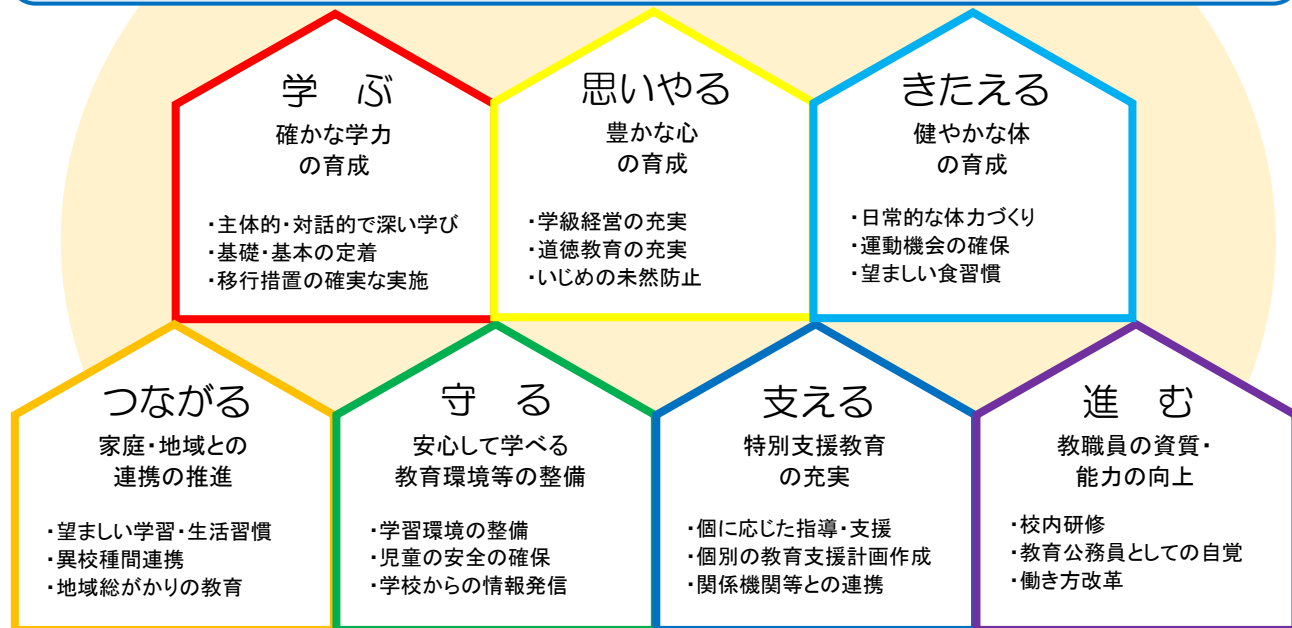 学 ぶ
確かな学力
の育成
・主体的・対話的で深い学び
・基礎・基本の定着
・移行措置の確実な実施
思いやる
豊かな心
の育成
・学級経営の充実
・道徳教育の充実
・いじめの未然防止
きたえる
健やかな体
の育成
・日常的な体力づくり
・運動機会の確保
・望ましい食習慣
つながる
家庭・地域との
連携の推進
・望ましい学習・生活習慣
・異校種間連携
・地域総がかりの教育
守 る
安心して学べる
教育環境等の整備
・学習環境の整備
・児童の安全の確保
・学校からの情報発信
支える
特別支援教育
の充実
・個に応じた指導・支援
・個別の教育支援計画作成
・関係機関等との連携
進 む
教職員の資質・
能力の向上
・校内研修
・教育公務員としての自覚
・働き方改革